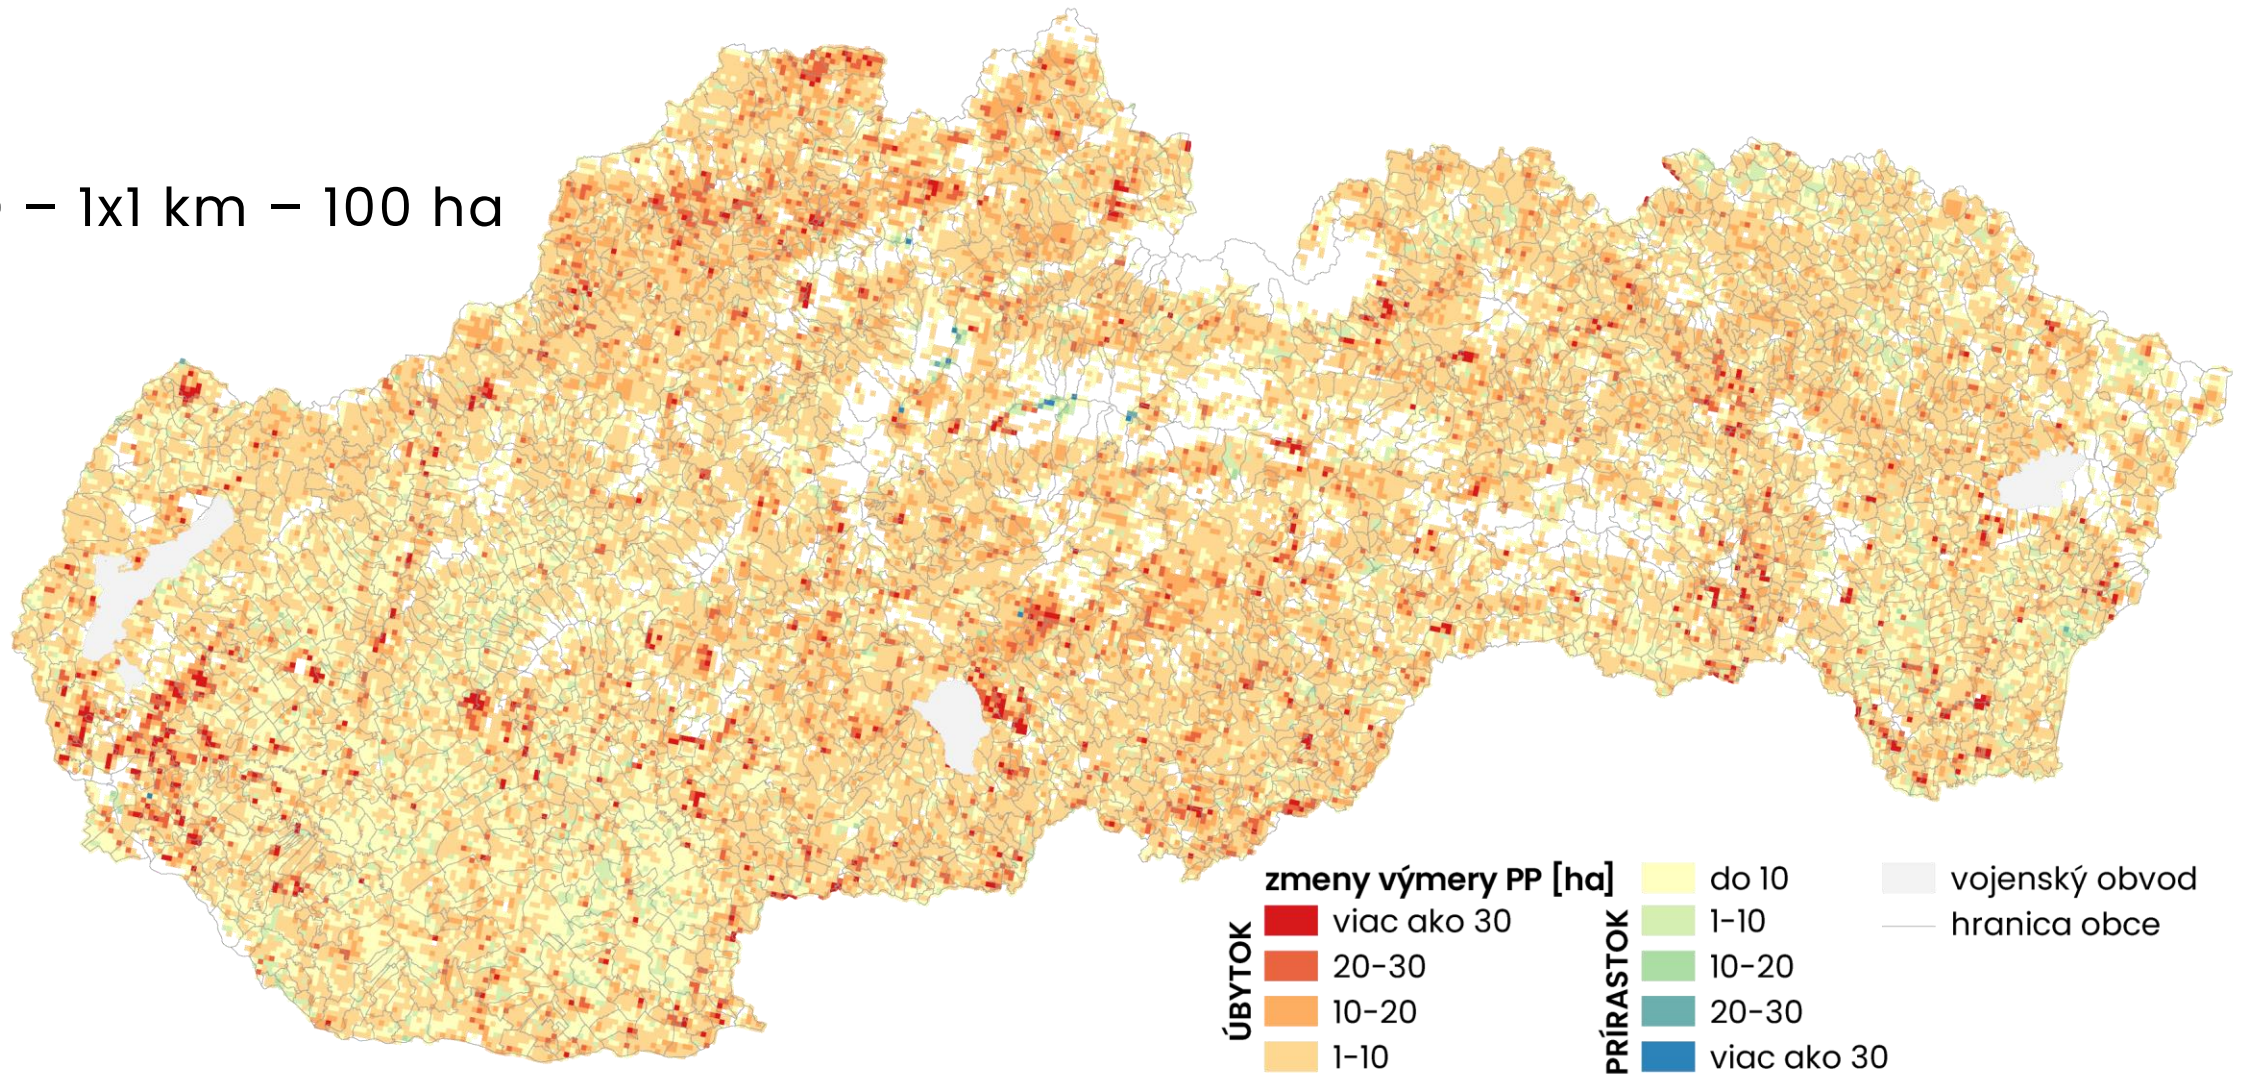 – 1x1 km – 100 ha
zmeny výmery PP [ha]
ÚBYTOK
viac ako 30
20-30
10-20
1-10
PRÍRASTOK
do 10
1-10
10-20
20-30
viac ako 30
vojenský obvod
hranica obce